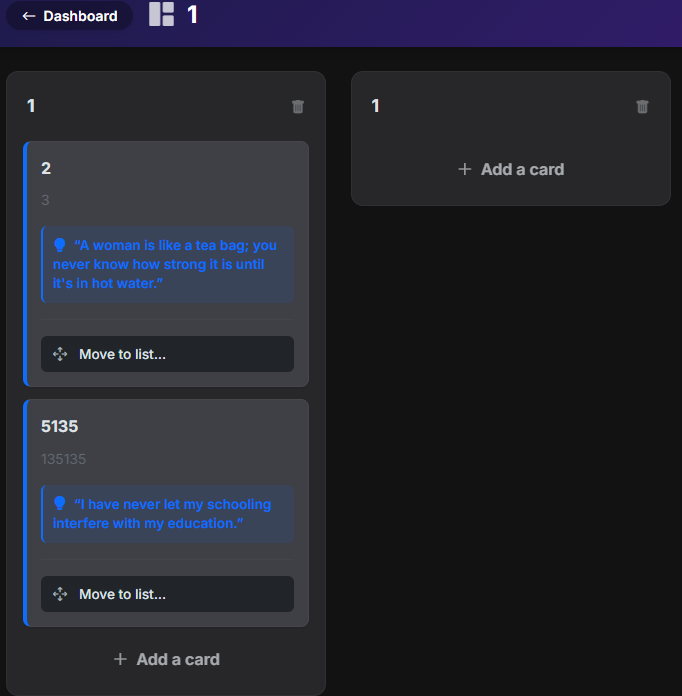 ← Dashboard
1
1
2
3
“A woman is like a tea bag; you
never know how strong it is until
it's in hot water.”
Move to list...
5135
135135
“I have never let my schooling
interfere with my education.”
Move to list...
+ Add a card
1
+ Add a card